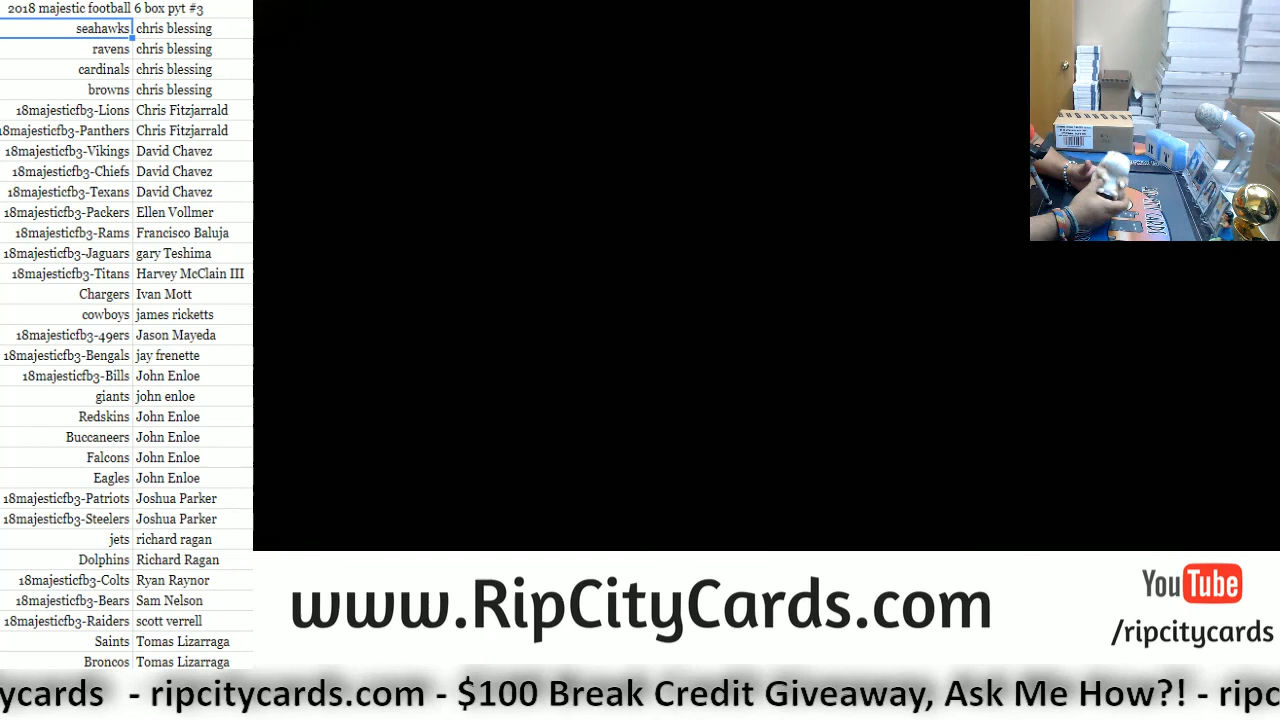 2018 majestic football 6 box pyt #3
seahawks chris blessing
ravens chris blessing
cardinals chris blessing
browns chris blessing
18majesticfb3-Lions Chris Fitzjarrald
18majesticfb3-Panthers Chris Fitzjarrald
18majesticfb3-Vikings David Chavez
18majesticfb3-Chiefs David Chavez
18majesticfb3-Texans David Chavez
18majesticfb3-Packers Ellen Vollmer
18majesticfb3-Rams Francisco Baluja
18majesticfb3-Jaguars gary Teshima
18majesticfb3-Titans Harvey McClain III
Chargers Ivan Mott
cowboys james ricketts
18majesticfb3-49ers Jason Mayeda
18majesticfb3-Bengals jay frenette
18majesticfb3-Bills John Enloe
giants john enloe
Redskins John Enloe
Buccaneers John Enloe
Falcons John Enloe
Eagles John Enloe
18majesticfb3-Patriots Joshua Parker
18majesticfb3-Steelers Joshua Parker
jets richard ragan
Dolphins Richard Ragan
18majesticfb3-Colts Ryan Raynor
18majesticfb3-Bears Sam Nelson
18majesticfb3-Raiders scott verrell
Saints Tomas Lizarraga
Broncos Tomas Lizarraga
www.RipCityCards.com
YouTube
/ripcitycards
ycards - ripcitycards.com - $100 Break Credit Giveaway, Ask Me How?! - ripc